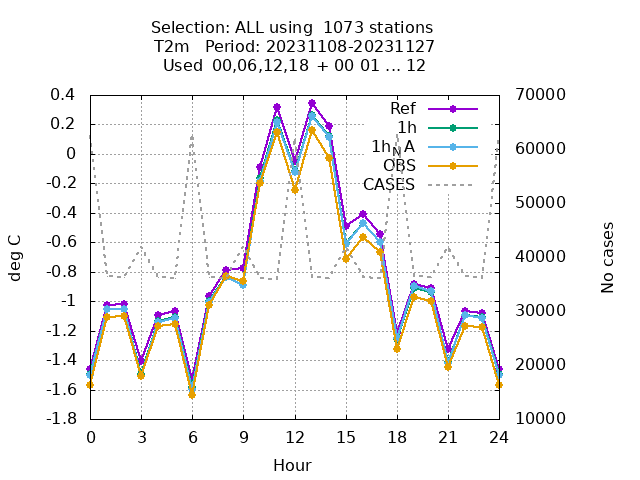 Selection: ALL using  1073 stations
T2m   Period: 20231108-20231127
Used  00,06,12,18  + 00 01 ... 12
0.4
0.2
0
-0.2
-0.4
-0.6
-0.8
-1
-1.2
-1.4
-1.6
-1.8
deg C
Ref
1h
1hNA
OBS
CASES
70000
60000
50000
40000
30000
20000
10000
No cases
0 3 6 9 12 15 18 21 24
Hour